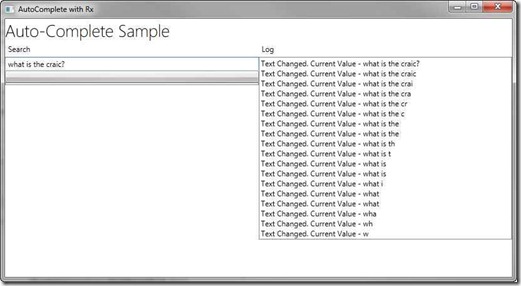 AutoComplete with Rx
Auto-Complete Sample
Search
Log
what is the craic?
Text Changed. Current Value - what is the craic?
Text Changed. Current Value - what is the craic
Text Changed. Current Value - what is the crai
Text Changed. Current Value - what is the cra
Text Changed. Current Value - what is the cr
Text Changed. Current Value - what is the c
Text Changed. Current Value - what is the
Text Changed. Current Value - what is the
Text Changed. Current Value - what is th
Text Changed. Current Value - what is t
Text Changed. Current Value - what is
Text Changed. Current Value - what is
Text Changed. Current Value - what i
Text Changed. Current Value - what
Text Changed. Current Value - what
Text Changed. Current Value - wha
Text Changed. Current Value - wh
Text Changed. Current Value - w